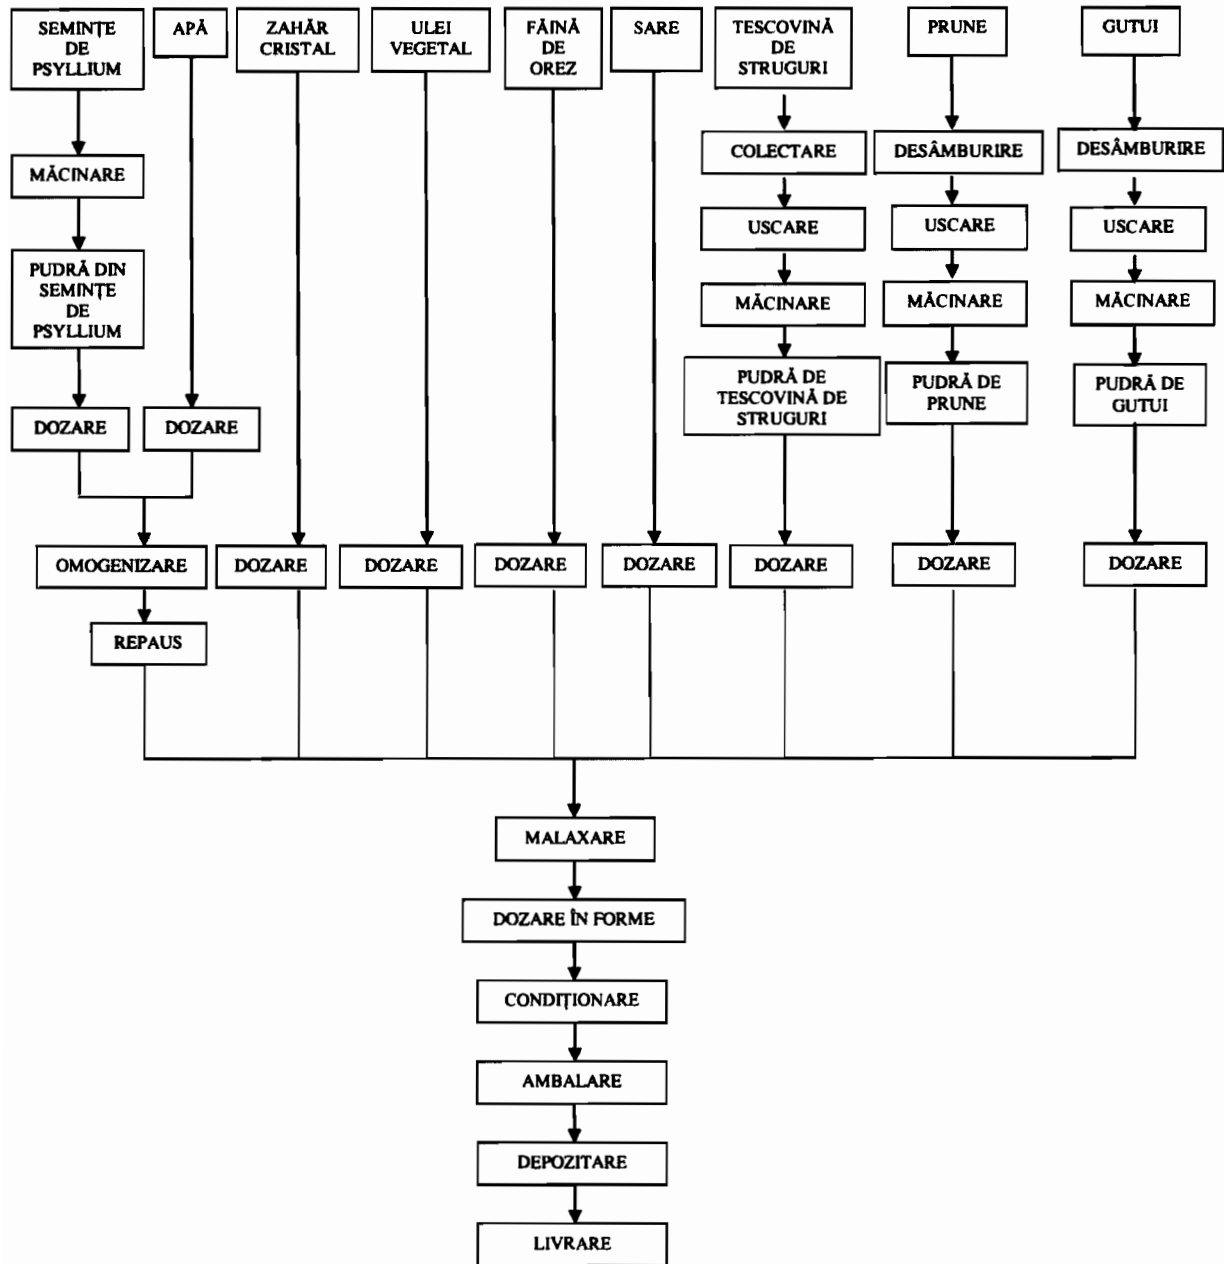 SEMINȚE
DE
PSYLLIUM
APĂ
ZAHĂR
CRISTAL
ULEI
VEGETAL
FĂINĂ
DE
OREZ
SARE
TESCOVINĂ
DE
STRUGURI
PRUNE
GUTUI
MĂCINARE
COLECTARE
DESÂMBURIRE
DESÂMBURIRE
USCARE
USCARE
USCARE
PUDRĂ DIN
SEMINȚE
DE
PSYLLIUM
MĂCINARE
MĂCINARE
MĂCINARE
PUDRĂ DE
TESCOVINĂ DE
STRUGURI
PUDRĂ DE
PRUNE
PUDRĂ DE
GUTUI
DOZARE
DOZARE
OMOGENIZARE
DOZARE
DOZARE
DOZARE
DOZARE
DOZARE
DOZARE
DOZARE
REPAUS
MALAXARE
DOZARE ÎN FORME
CONDIȚIONARE
AMBALARE
DEPOZITARE
LIVRARE